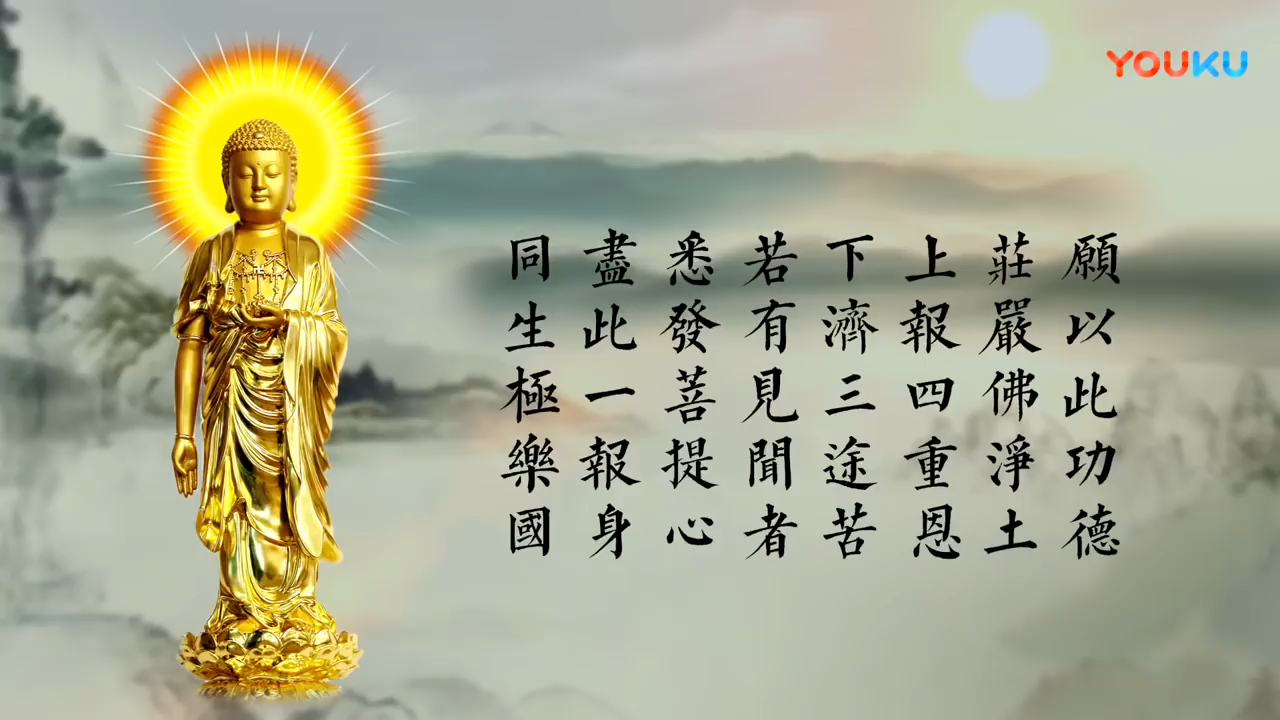 願以此功德
莊嚴佛淨土
上報四重恩
下濟三途苦
若有見聞者
悉發菩提心
盡此一報身
同生極樂國
YOUKU